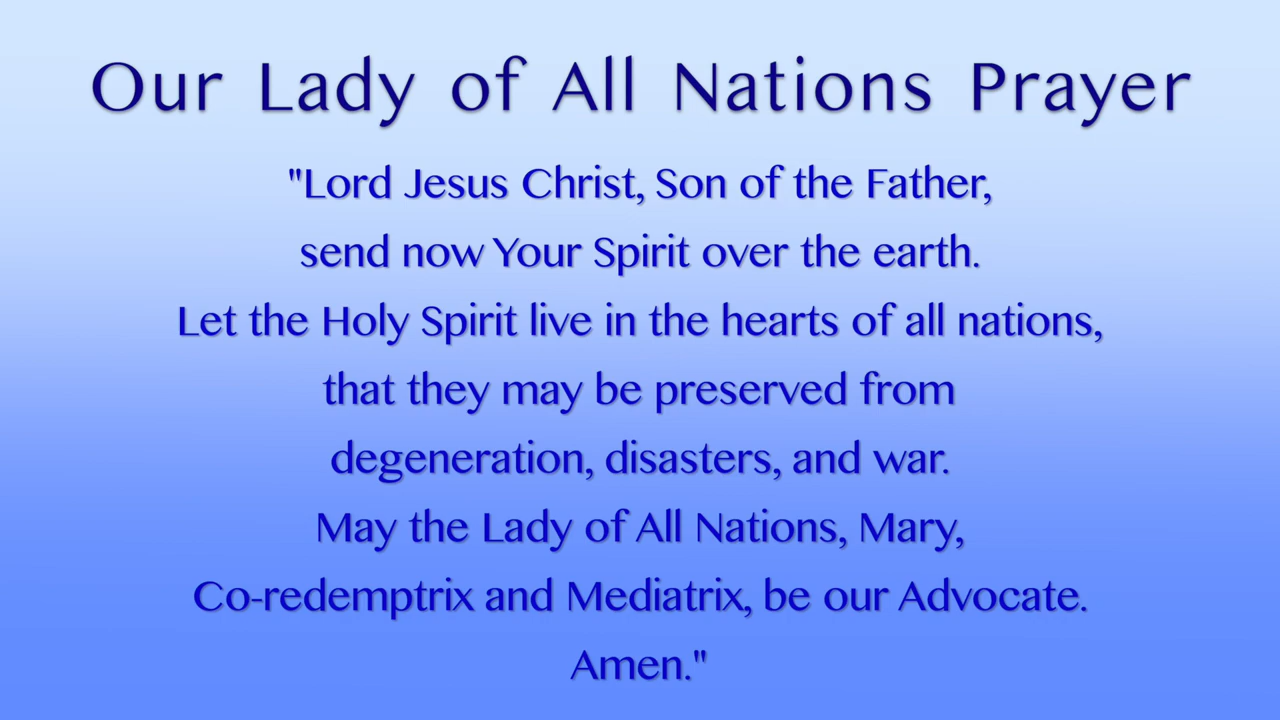 Our Lady of All Nations Prayer
"Lord Jesus Christ, Son of the Father,
send now Your Spirit over the earth.
Let the Holy Spirit live in the hearts of all nations,
that they may be preserved from
degeneration, disasters, and war.
May the Lady of All Nations, Mary,
Co-redemptrix and Mediatrix, be our Advocate.
Amen."